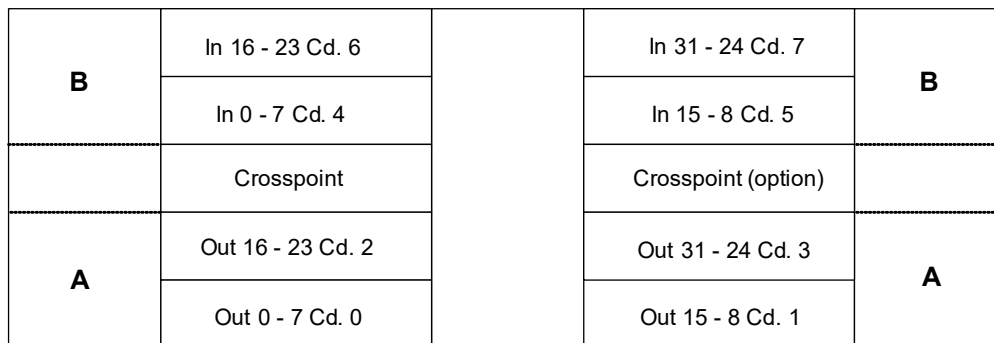 In 16 - 23 Cd. 6
In 31 - 24 Cd. 7
B
B
In 0 - 7 Cd. 4
In 15 - 8 Cd. 5
Crosspoint
Crosspoint (option)
Out 16 - 23 Cd. 2
Out 31 - 24 Cd. 3
A
A
Out 0 - 7 Cd. 0
Out 15 - 8 Cd. 1